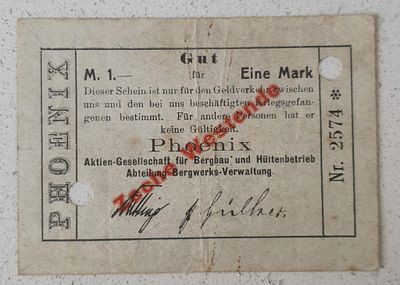 PHOENIX
Gut
M. 1.— für Eine Mark
Dieser Schein ist nur für den Geldverkehr zwischen
uns und den bei uns beschäftigten Kriegsgefan-
genen bestimmt. Für andere Personen hat er
keine Gültigkeit.
Phoenix
Aktien-Gesellschaft für Bergbau und Hüttenbetrieb
Abteilung Bergwerks-Verwaltung.
Zeche Westende
Nr. 2574 *